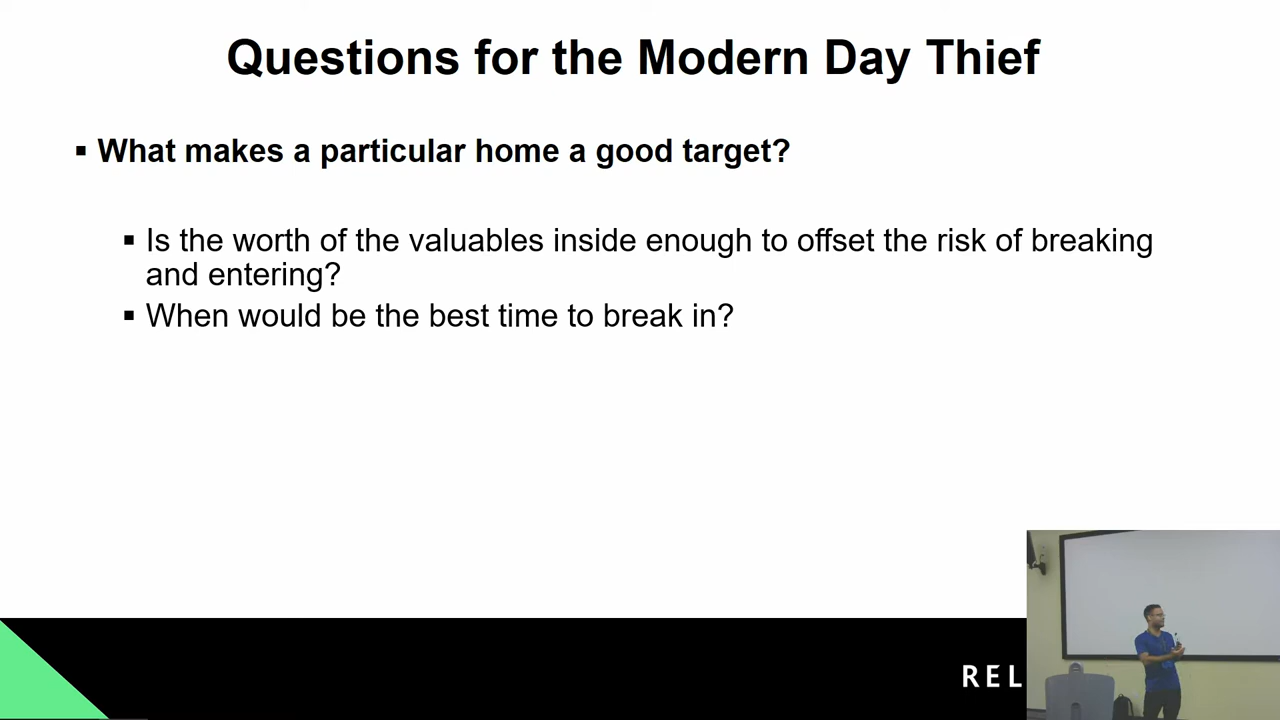 Questions for the Modern Day Thief
▪ What makes a particular home a good target?
▪ Is the worth of the valuables inside enough to offset the risk of breaking
and entering?
▪ When would be the best time to break in?
REL